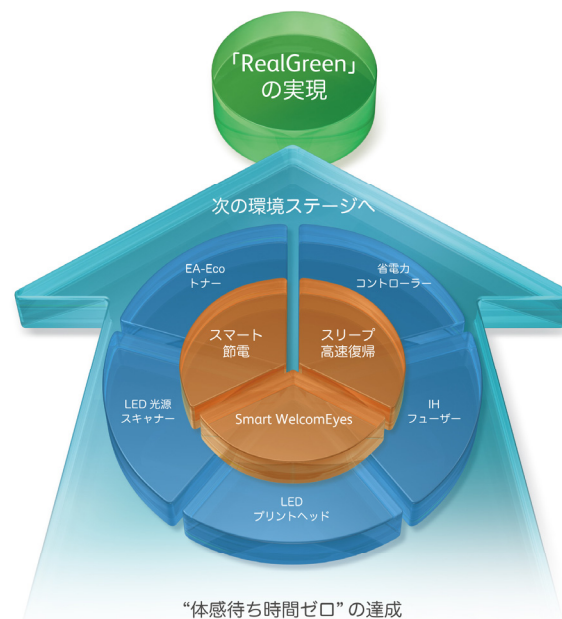 「RealGreen」
の実現
次の環境ステージへ
EA-Eco
トナー
省電力
コントローラー
スマート
節電
スリープ
高速復帰
LED 光源
スキャナー
Smart WelcomEyes
IH
フューザー
LED
プリントヘッド
“体感待ち時間ゼロ” の達成